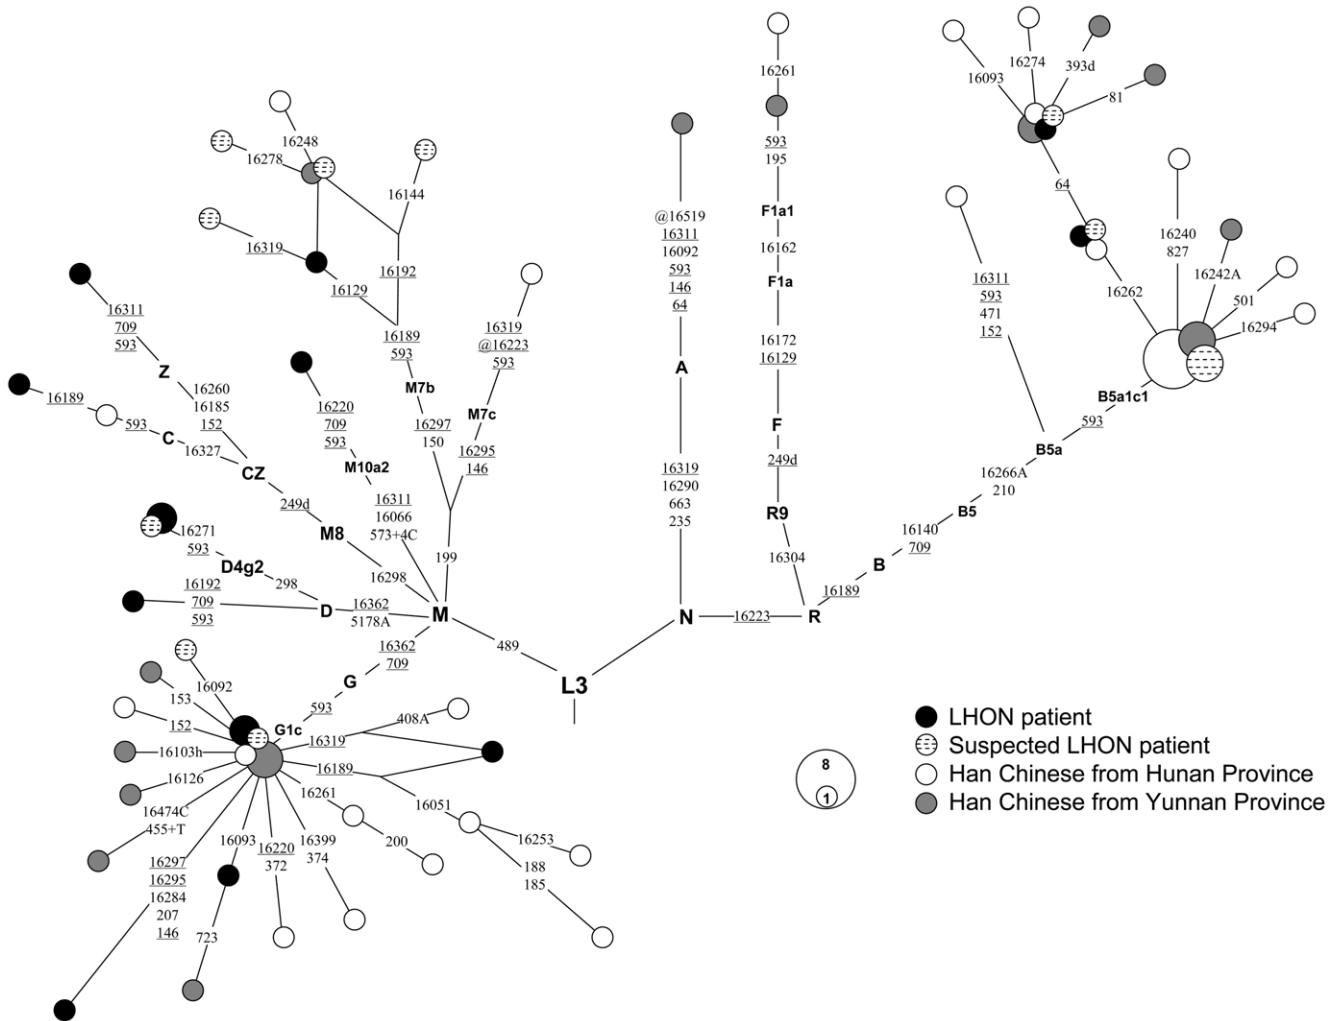 16261
16274
393d
16093
81
16248
16278
16144
593
195
64
@16519
16311
16092
593
146
64
F1a1
16162
F1a
16240
827
16319
16192
16129
16242A
501
16294
16262
16311
593
471
152
16311
709
593
16189
593
16319
@16223
593
16172
16129
Z
16260
16185
152
A
M7b
M7c
B5a1c1
16189
593
C
16327
CZ
16220
709
593
16297
150
F
593
B5a
M10a2
16295
146
249d
16266A
210
249d
16311
16066
573+4C
16319
16290
663
235
R9
B5
M8
16271
593
16140
709
D4g2
199
16304
B
16298
298
16192
709
593
16189
D
16362
5178A
M
N
16223
R
489
16362
709
L3
G
16092
153
593
408A
152
G1c
16319
16103h
16189
16126
16261
16051
16474C
455+T
16093
16220
372
16399
374
200
16253
188
185
16297
16295
16284
207
146
723
8
1
LHON patient
Suspected LHON patient
Han Chinese from Hunan Province
Han Chinese from Yunnan Province